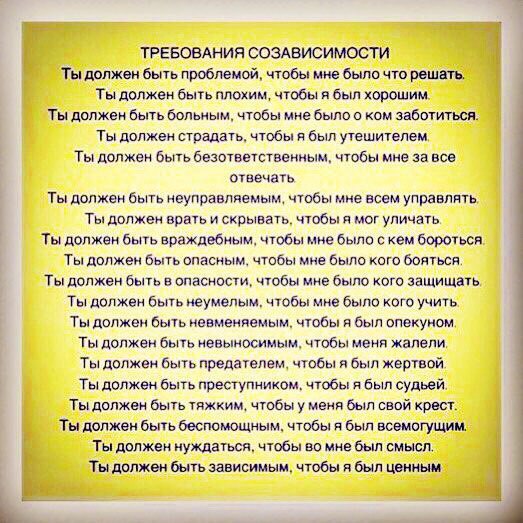 ТРЕБОВАНИЯ СОЗАВИСИМОСТИ
Ты должен быть проблемой, чтобы мне было что решать.
Ты должен быть плохим, чтобы я был хорошим.
Ты должен быть больным, чтобы мне было о ком заботиться.
Ты должен страдать, чтобы я был утешителем.
Ты должен быть безответственным, чтобы мне за все
отвечать.
Ты должен быть неуправляемым, чтобы мне всем управлять.
Ты должен врать и скрывать, чтобы я мог уличать.
Ты должен быть враждебным, чтобы мне было с кем бороться.
Ты должен быть опасным, чтобы мне было кого бояться.
Ты должен быть в опасности, чтобы мне было кого защищать.
Ты должен быть неумелым, чтобы мне было кого учить.
Ты должен быть невменяемым, чтобы я был опекуном.
Ты должен быть невыносимым, чтобы меня жалели.
Ты должен быть предателем, чтобы я был жертвой.
Ты должен быть преступником, чтобы я был судьей.
Ты должен быть тяжким, чтобы у меня был свой крест.
Ты должен быть беспомощным, чтобы я был всемогущим.
Ты должен нуждаться, чтобы во мне был смысл.
Ты должен быть зависимым, чтобы я был ценным